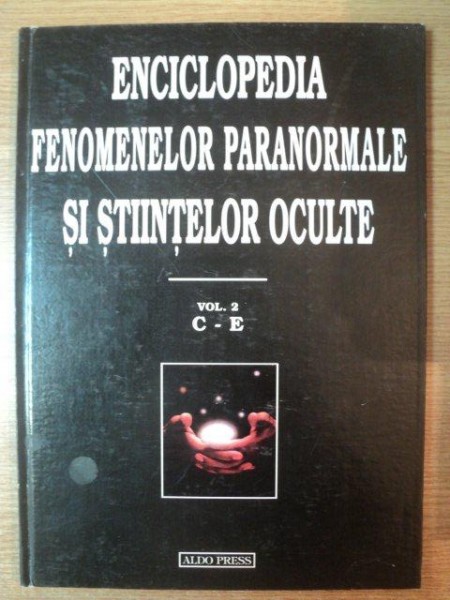 ENCICLOPEDIA
FENOMENELOR PARANORMALE
ȘI ȘTIINȚELOR OCULTE
VOL. 2
C - E
ALDO PRESS